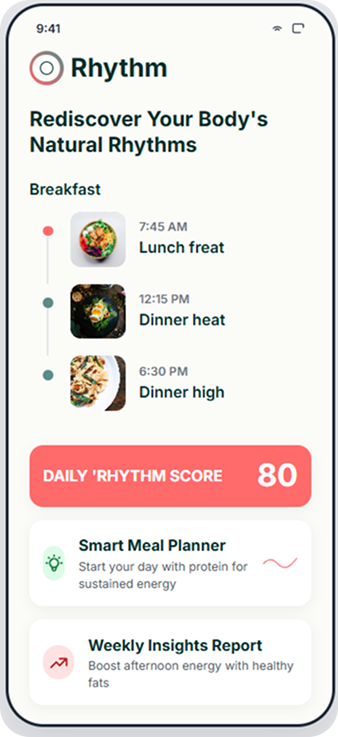 9:41
Rhythm
Rediscover Your Body's
Natural Rhythms
Breakfast
7:45 AM
Lunch freat
12:15 PM
Dinner heat
6:30 PM
Dinner high
DAILY 'RHYTHM SCORE 80
Smart Meal Planner
Start your day with protein for
sustained energy
Weekly Insights Report
Boost afternoon energy with healthy
fats